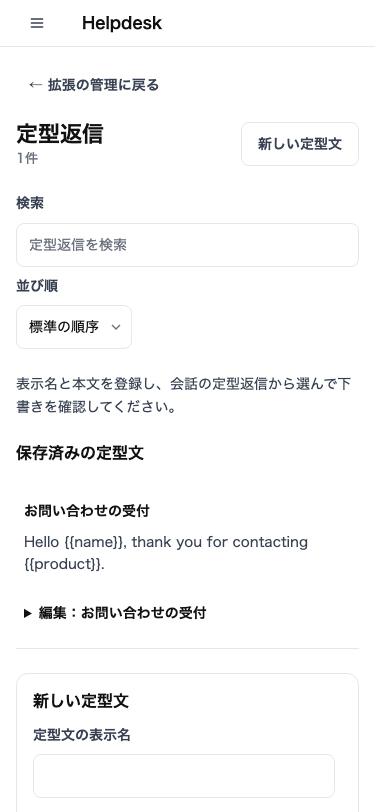 Helpdesk
← 拡張の管理に戻る
定型返信
1件
新しい定型文
検索
定型返信を検索
並び順
標準の順序
表示名と本文を登録し、会話の定型返信から選んで下
書きを確認してください。
保存済みの定型文
お問い合わせの受付
Hello {{name}}, thank you for contacting
{{product}}.
▶ 編集：お問い合わせの受付
新しい定型文
定型文の表示名